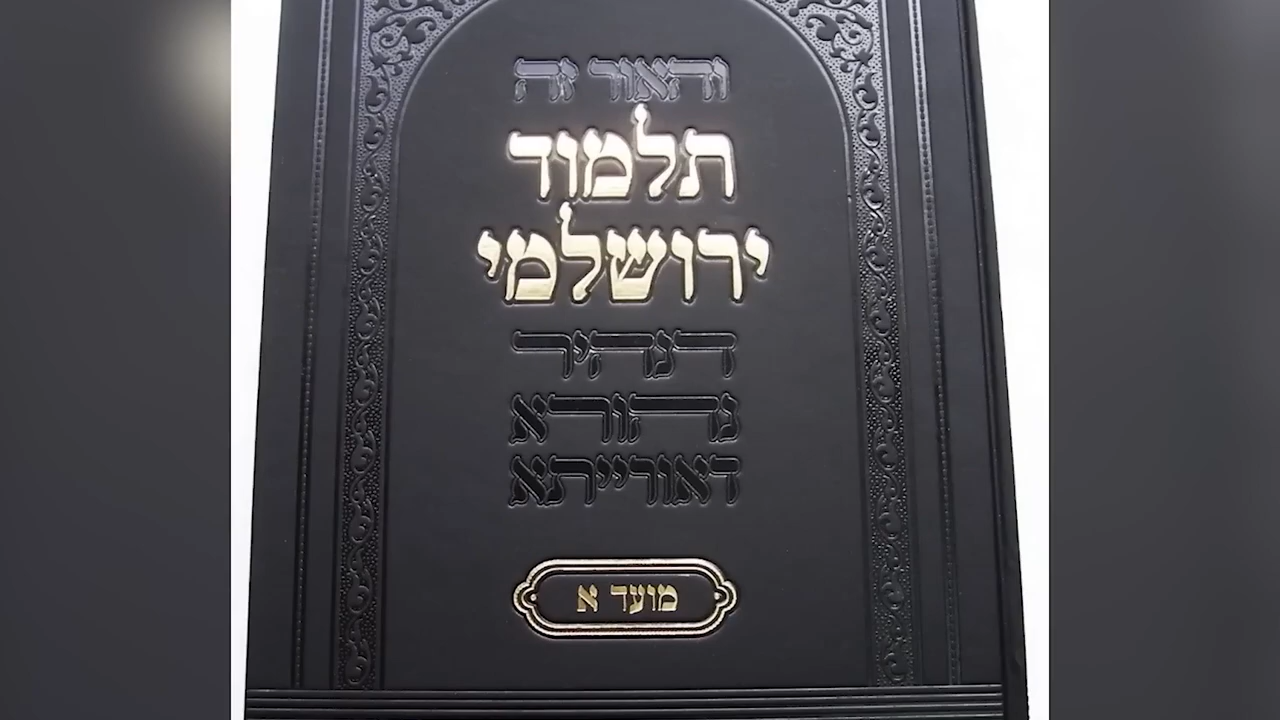 והאור זה
תלמוד
ירושלמי
דנהיר
נהורא
דאורייתא
מועד א